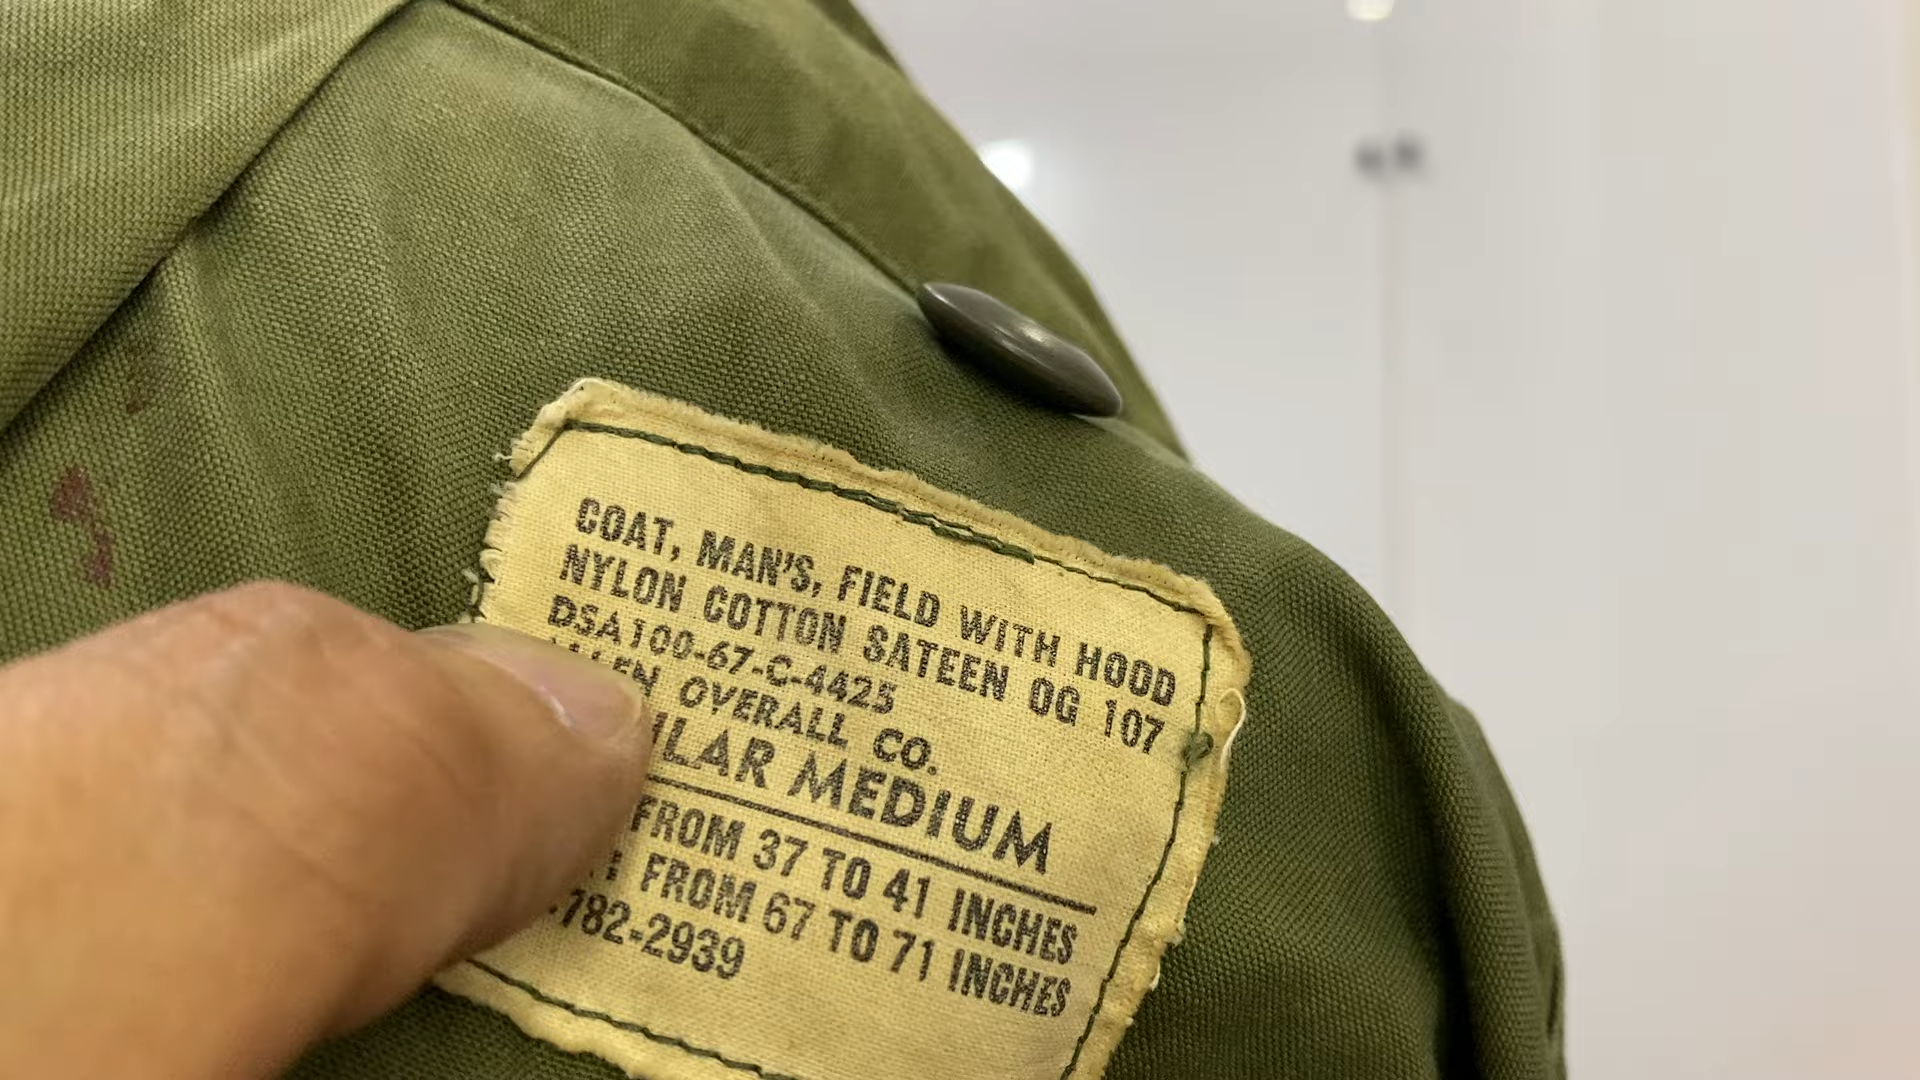 COAT, MAN'S, FIELD WITH HOOD
NYLON COTTON SATEEN OG 107
DSA100-67-C-4425
OVERALL CO.
MEDIUM
FROM 37 TO 41 INCHES
FROM 67 TO 71 INCHES
782-2939